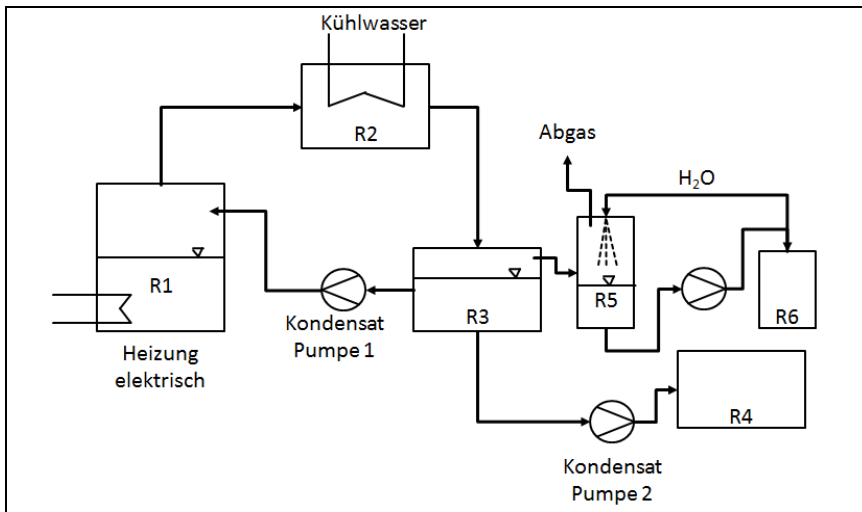 Kühlwasser
R2
Abgas
H₂O
R1
R5
R6
R3
Kondensat
Pumpe 1
Heizung
elektrisch
R4
Kondensat
Pumpe 2